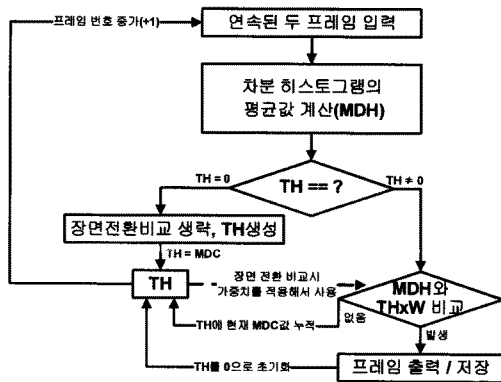 프레임 번호 증가(+1)
연속된 두 프레임 입력
차분 히스토그램의
평균값 계산(MDH)
TH = 0
TH == ?
TH ≠ 0
장면전환비교 생략, TH생성
TH = MDC
TH
장면 전환 비교시
가중치를 적용해서 사용
MDH와
THxW 비교
TH에 현재 MDC값 누적
없음
발생
TH를 0으로 초기화
프레임 출력 / 저장